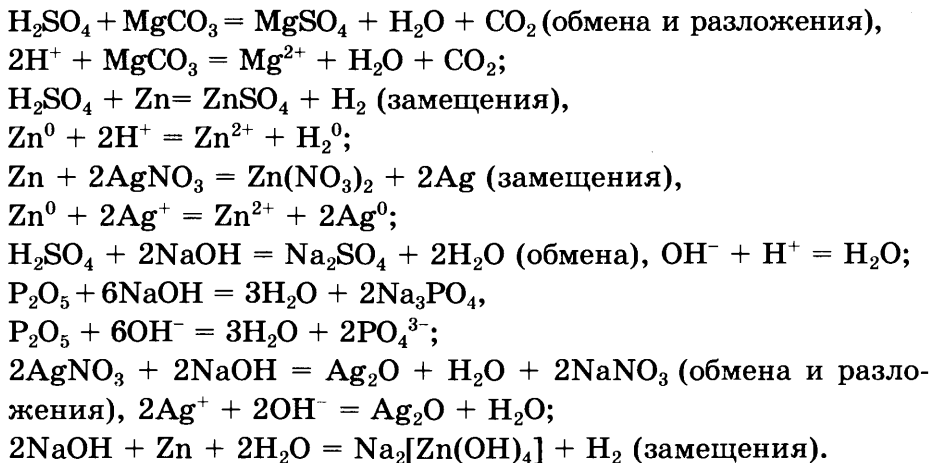 H₂SO₄ + MgCO₃ = MgSO₄ + H₂O + CO₂ (обмена и разложения),
2H⁺ + MgCO₃ = Mg²⁺ + H₂O + CO₂;
H₂SO₄ + Zn= ZnSO₄ + H₂ (замещения),
Zn⁰ + 2H⁺ = Zn²⁺ + H₂⁰;
Zn + 2AgNO₃ = Zn(NO₃)₂ + 2Ag (замещения),
Zn⁰ + 2Ag⁺ = Zn²⁺ + 2Ag⁰;
H₂SO₄ + 2NaOH = Na₂SO₄ + 2H₂O (обмена), OH⁻ + H⁺ = H₂O;
P₂O₅ + 6NaOH = 3H₂O + 2Na₃PO₄,
P₂O₅ + 6OH⁻ = 3H₂O + 2PO₄³⁻;
2AgNO₃ + 2NaOH = Ag₂O + H₂O + 2NaNO₃ (обмена и разло-
жения), 2Ag⁺ + 2OH⁻ = Ag₂O + H₂O;
2NaOH + Zn + 2H₂O = Na₂[Zn(OH)₄] + H₂ (замещения).